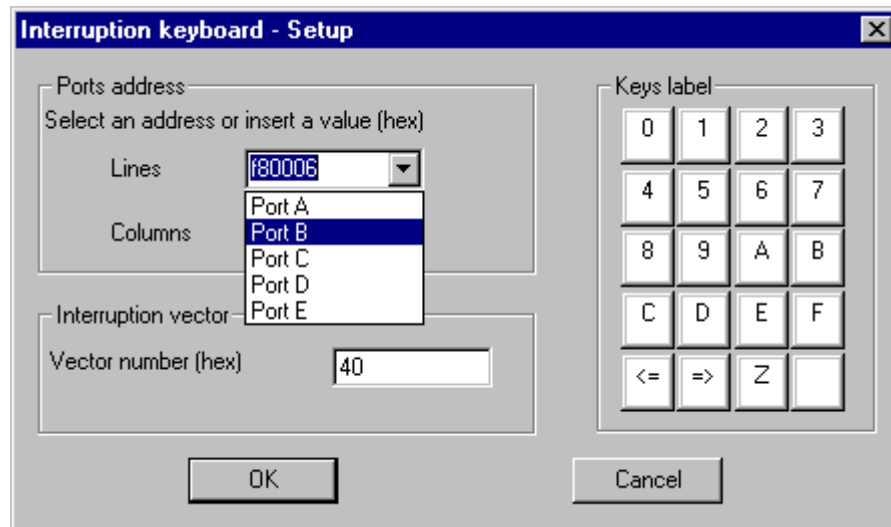 Interruption keyboard - Setup
Ports address
Select an address or insert a value (hex)
Lines
f80006
Port A
Port B
Port C
Port D
Port E
Columns
Interruption vector
Vector number (hex)
40
Keys label
0 1 2 3
4 5 6 7
8 9 A B
C D E F
<= => Z
OK
Cancel